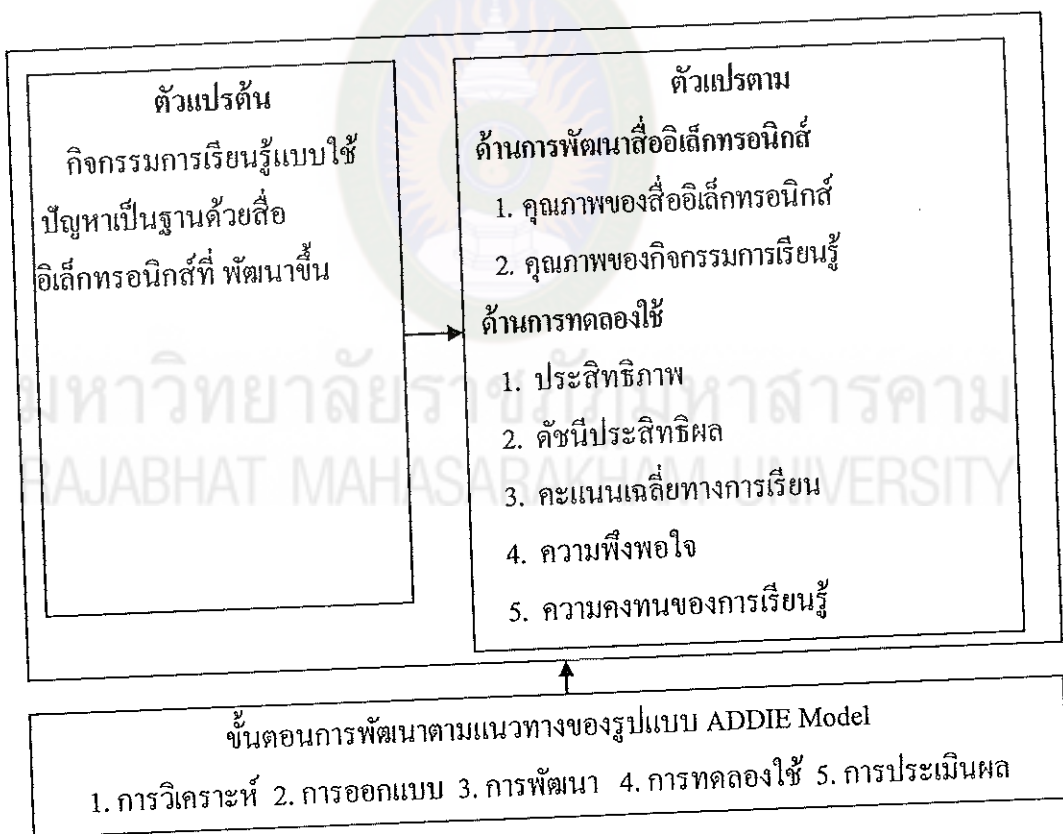 ตัวแปรต้น
กิจกรรมการเรียนรู้แบบใช้
ปัญหาเป็นฐานด้วยสื่อ
อิเล็กทรอนิกส์ที่ พัฒนาขึ้น
ตัวแปรตาม
ด้านการพัฒนาสื่ออิเล็กทรอนิกส์
1. คุณภาพของสื่ออิเล็กทรอนิกส์
2. คุณภาพของกิจกรรมการเรียนรู้
ด้านการทดลองใช้
1. ประสิทธิภาพ
2. ดัชนีประสิทธิผล
3. คะแนนเฉลี่ยทางการเรียน
4. ความพึงพอใจ
5. ความคงทนของการเรียนรู้
มหาวิทยาลัยราชภัฏมหาสารคาม
RAJABHAT MAHASARAKHAM UNIVERSITY
ขั้นตอนการพัฒนาตามแนวทางของรูปแบบ ADDIE Model
1. การวิเคราะห์ 2. การออกแบบ 3. การพัฒนา 4. การทดลองใช้ 5. การประเมินผล